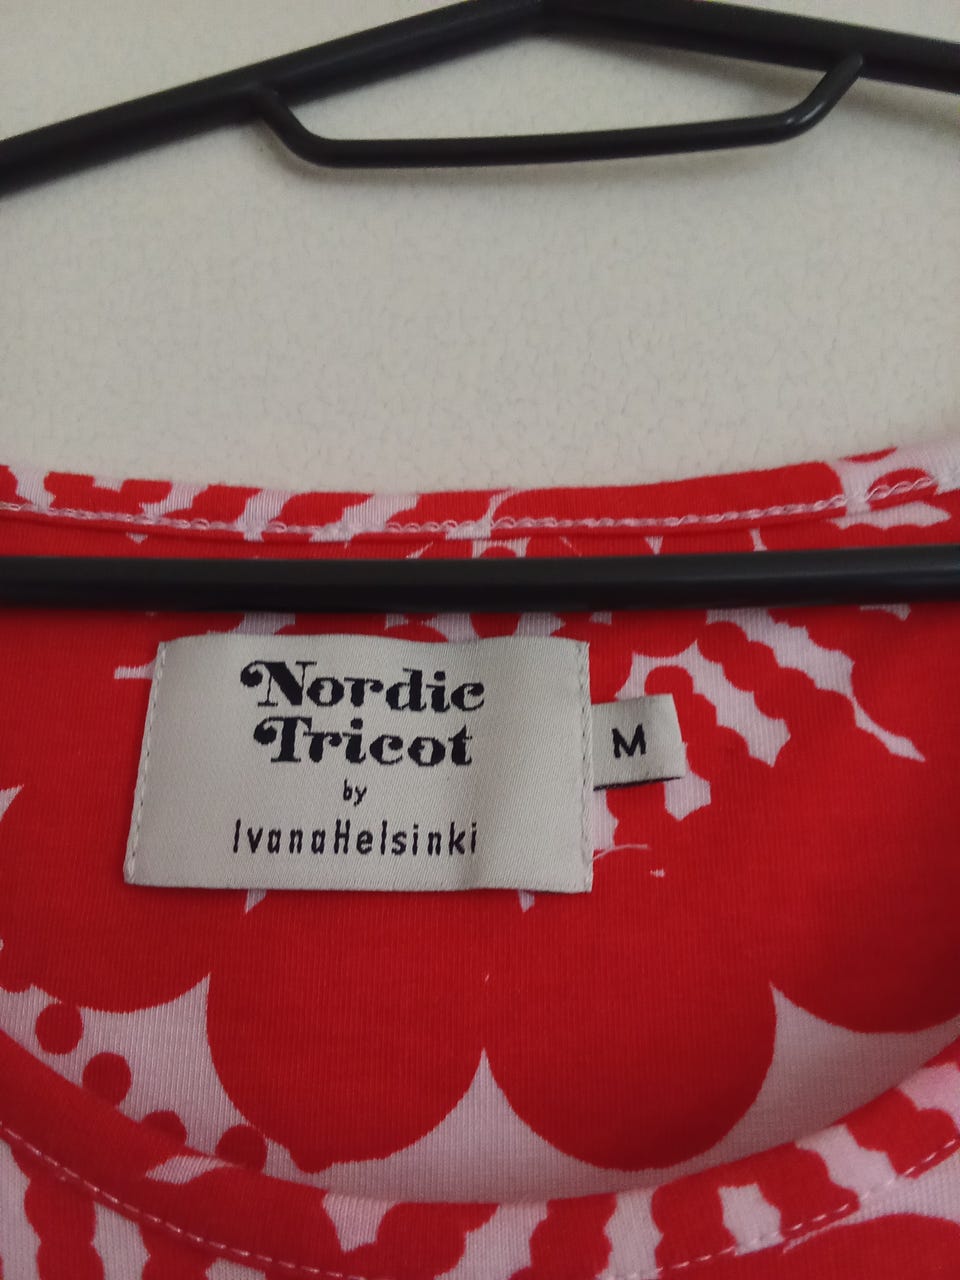 Nordic
Tricot
by
IvanaHelsinki
M